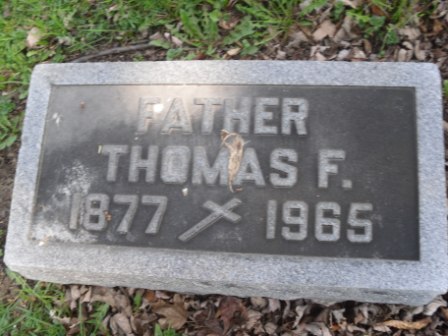 FATHER
THOMAS F.
1877 1965